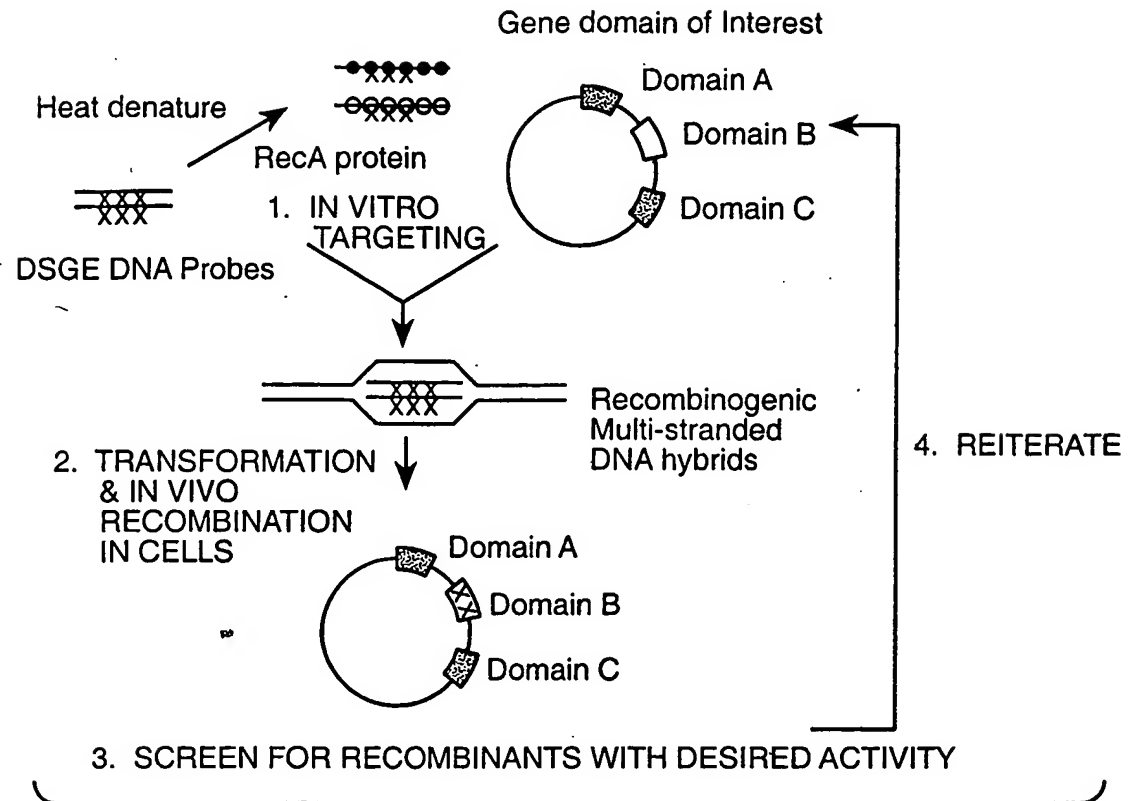 Gene domain of Interest
Heat denature
RecA protein
Domain A
Domain B
Domain C
1. IN VITRO
TARGETING
DSGE DNA Probes
Recombinogenic
Multi-stranded
DNA hybrids
2. TRANSFORMATION
& IN VIVO
RECOMBINATION
IN CELLS
4. REITERATE
Domain A
Domain B
Domain C
3. SCREEN FOR RECOMBINANTS WITH DESIRED ACTIVITY